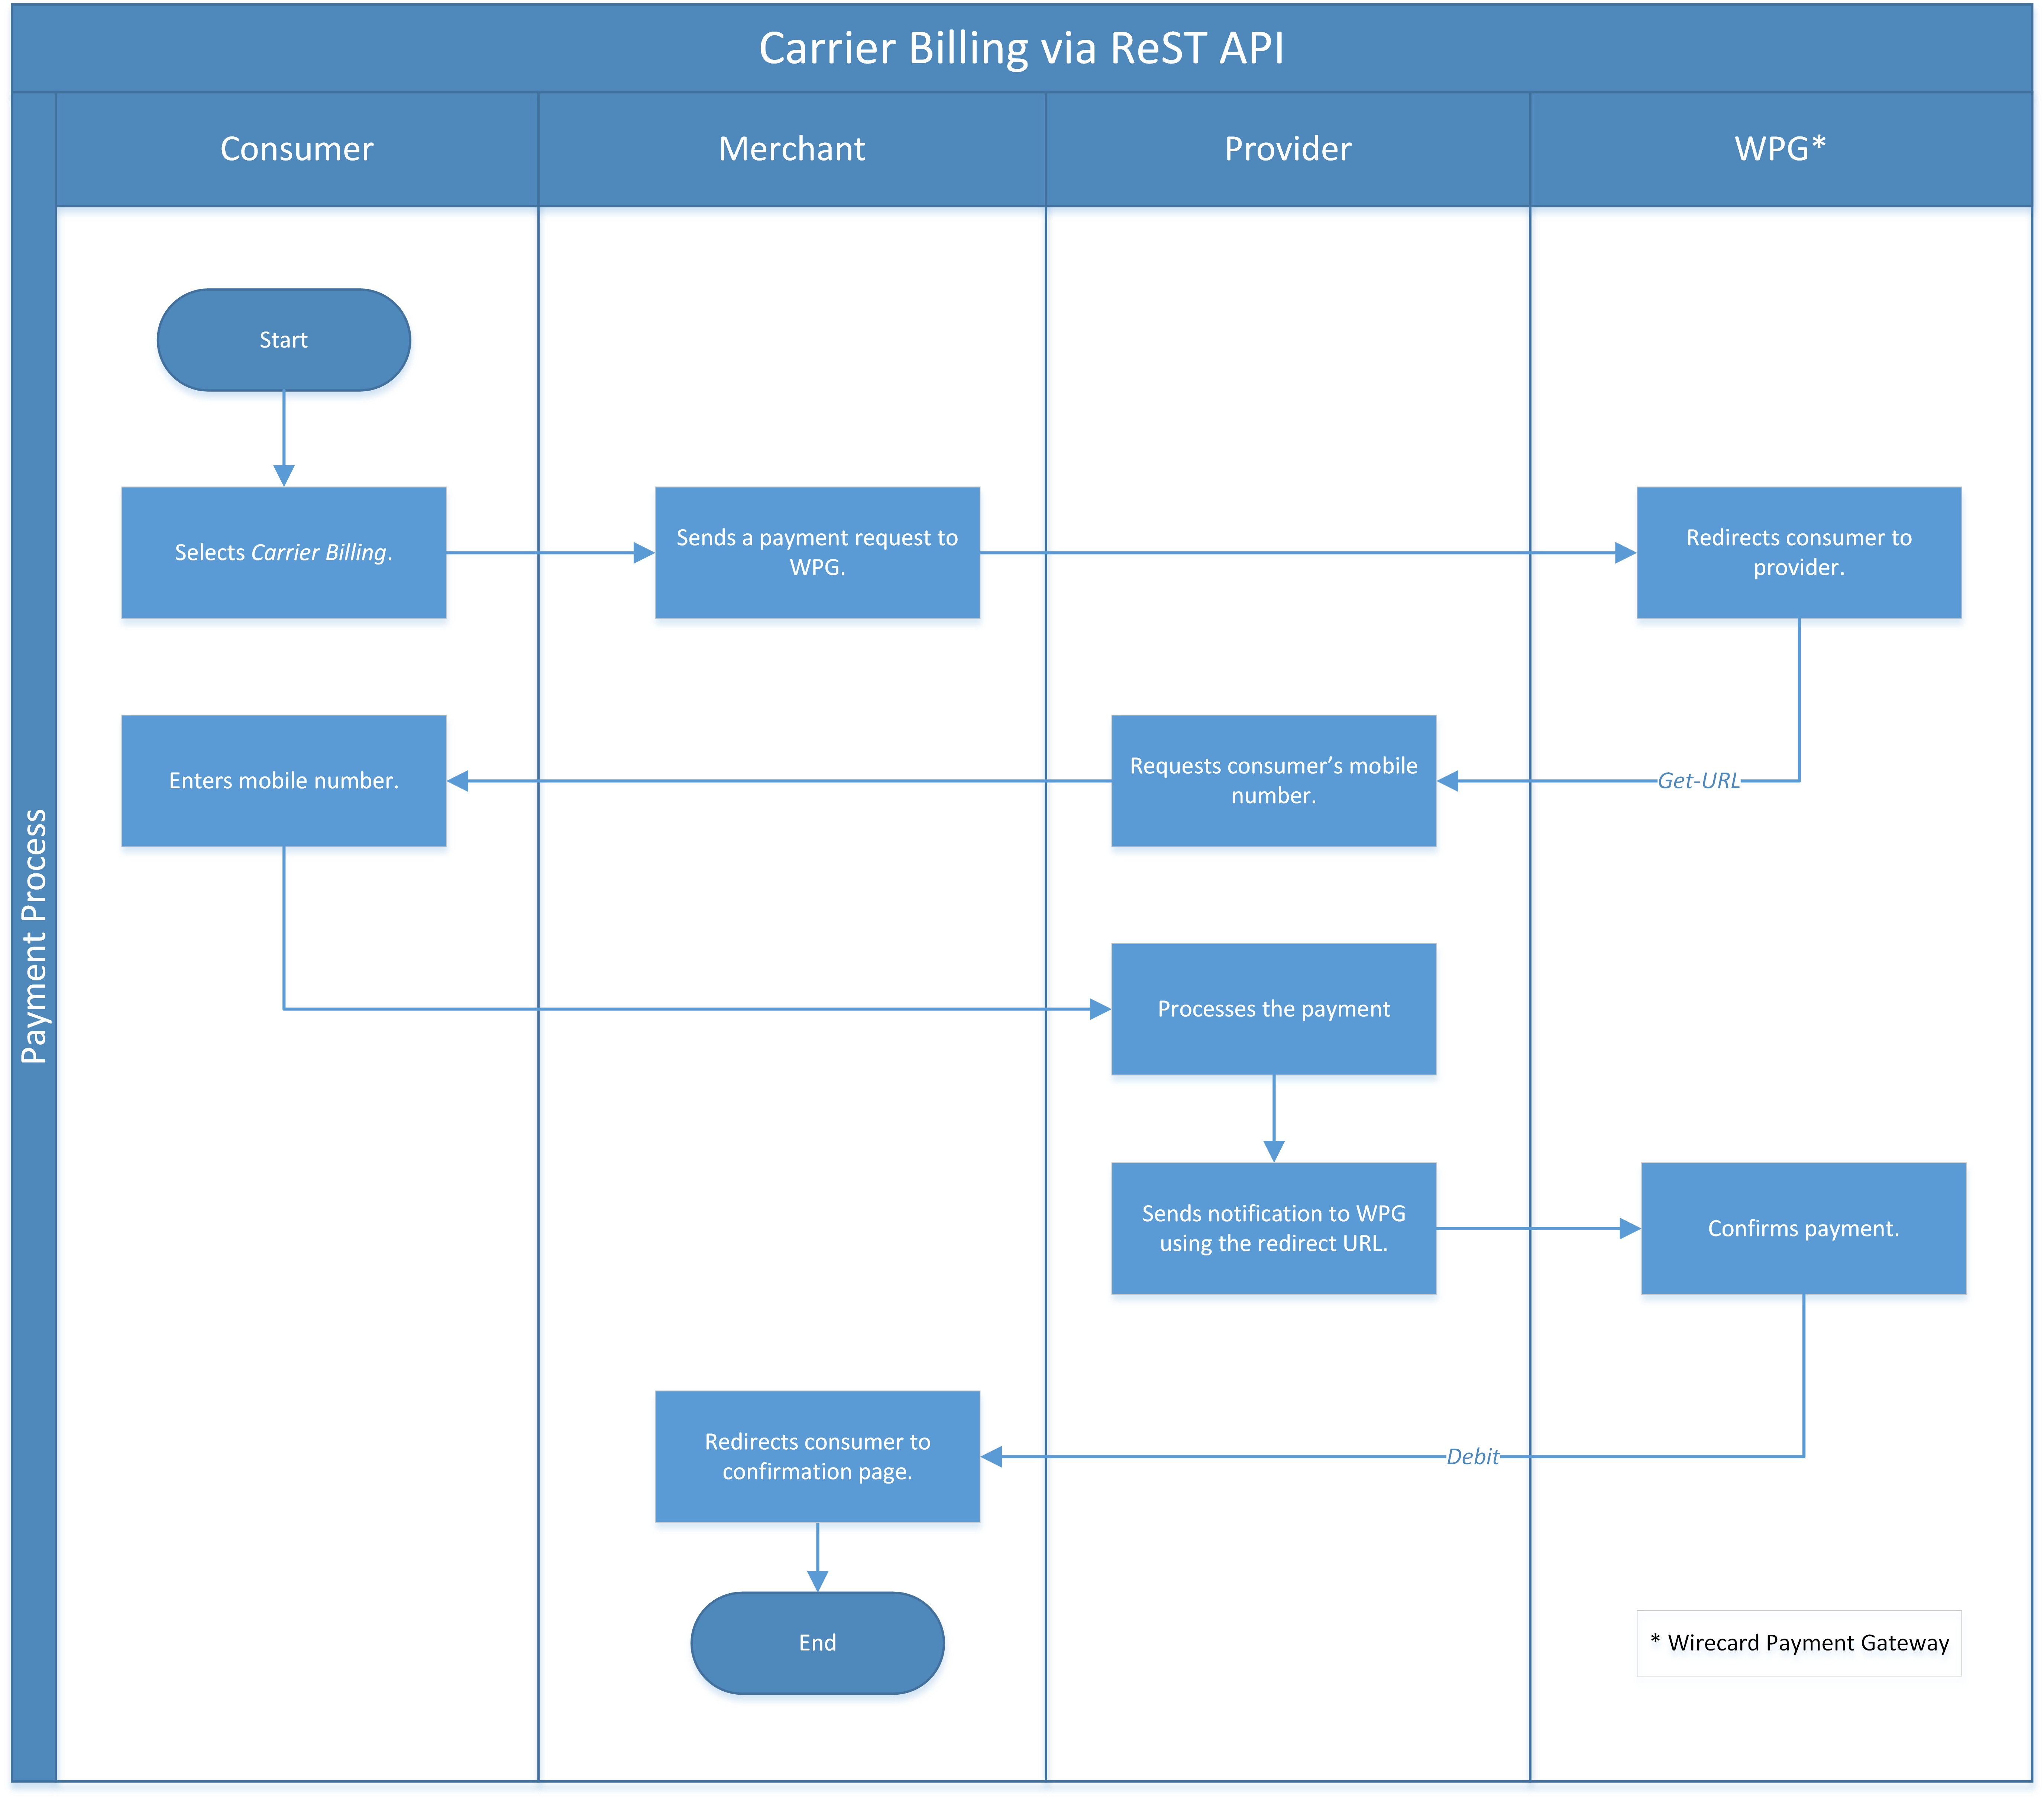 Carrier Billing via ReST API
Payment Process
Consumer
Merchant
Provider
WPG*
Start
Selects Carrier Billing.
Sends a payment request to
WPG.
Redirects consumer to
provider.
Get-URL
Requests consumer’s mobile
number.
Enters mobile number.
Processes the payment
Sends notification to WPG
using the redirect URL.
Confirms payment.
Debit
Redirects consumer to
confirmation page.
End
* Wirecard Payment Gateway